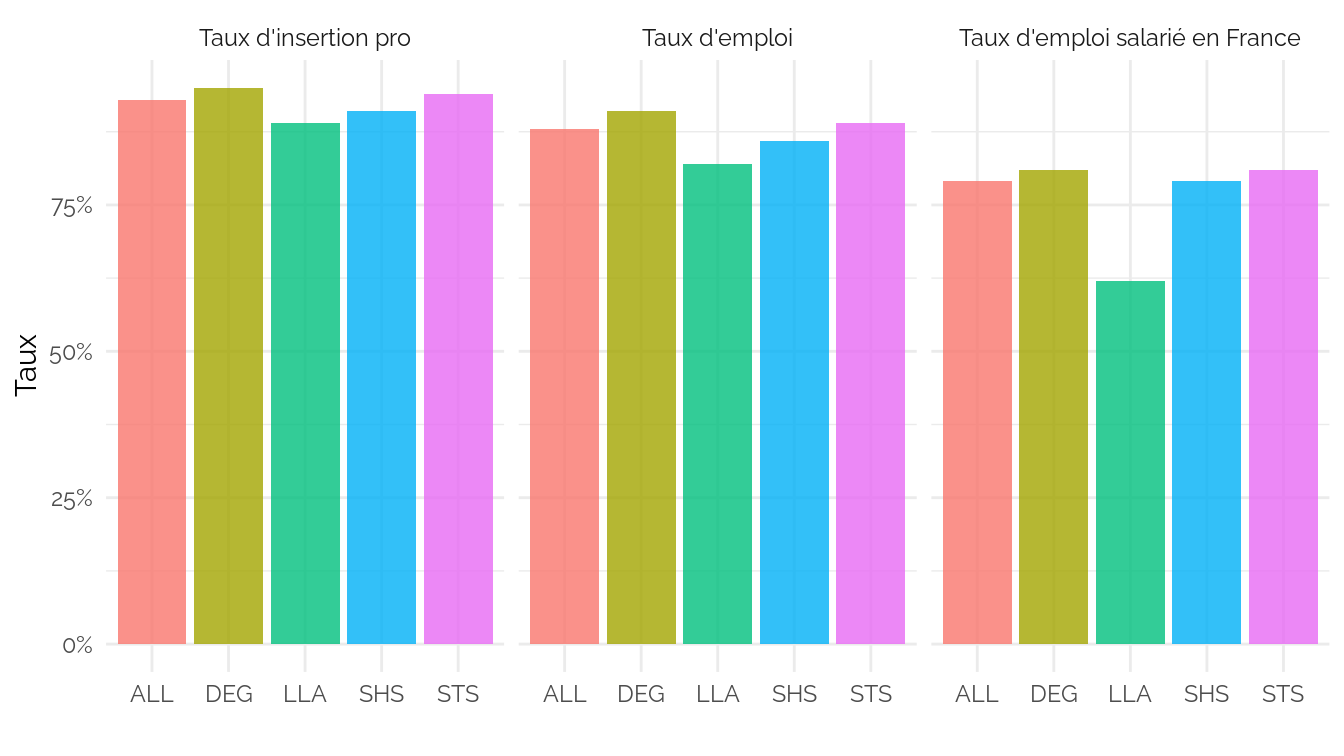 Taux d'insertion pro
Taux d'emploi
Taux d'emploi salarié en France
Taux
75%
50%
25%
0%
ALL DEG LLA SHS STS
ALL DEG LLA SHS STS
ALL DEG LLA SHS STS